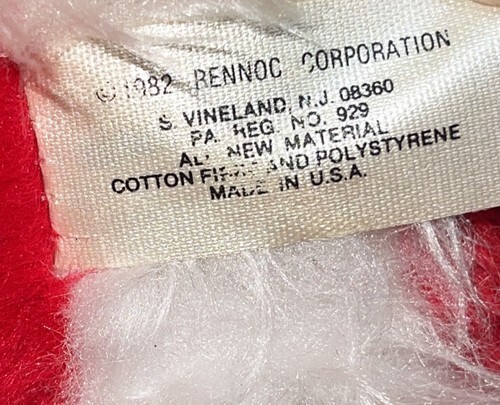 © 1982 RENNOC CORPORATION
S. VINELAND, N.J. 08360
PA. REG. NO. 929
ALL NEW MATERIAL
COTTON FIBER AND POLYSTYRENE
MADE IN U.S.A.